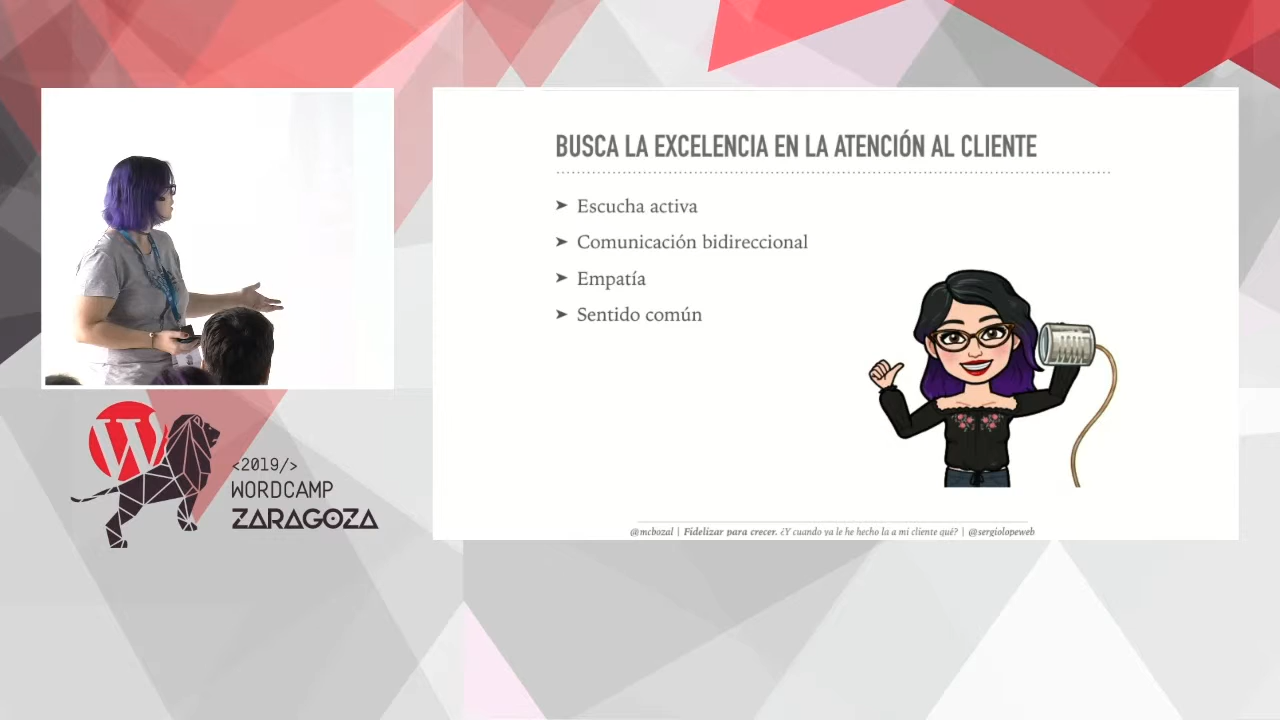 BUSCA LA EXCELENCIA EN LA ATENCIÓN AL CLIENTE
Escucha activa
Comunicación bidireccional
Empatía
Sentido común
@mcbozal | Fidelizar para crecer. ¿Y cuando ya le he hecho la a mi cliente qué? | @sergiolopeweb
W
<2019/>
WORDCAMP
ZARAGOZA